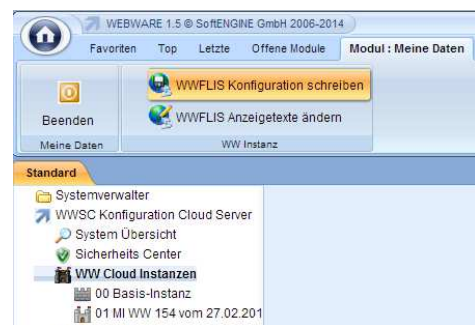 WEBWARE 1.5 © SoftENGINE GmbH 2006-2014
Favoriten Top Letzte Offene Module Modul : Meine Daten
WWFLIS Konfiguration schreiben
Beenden
WWFLIS Anzeigetexte ändern
Meine Daten WW Instanz
Standard
Systemverwalter
WWSC Konfiguration Cloud Server
System Übersicht
Sicherheits Center
WW Cloud Instanzen
00 Basis-Instanz
01 MI WW 154 vom 27.02.201